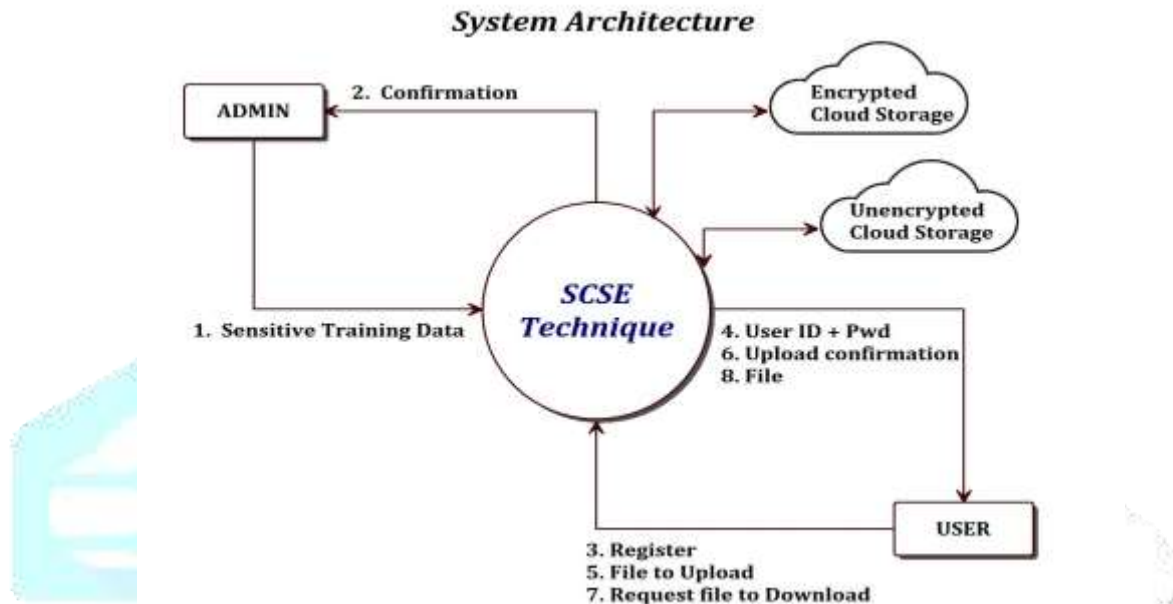 System Architecture
ADMIN
2. Confirmation
Encrypted
Cloud Storage
Unencrypted
Cloud Storage
SCSE
Technique
1. Sensitive Training Data
4. User ID + Pwd
6. Upload confirmation
8. File
USER
3. Register
5. File to Upload
7. Request file to Download